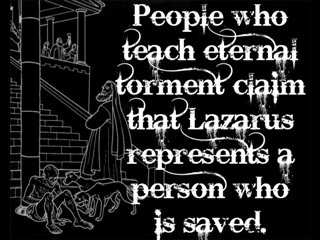 People who
teach eternal
torment claim
that Lazarus
represents a
person who
is saved.